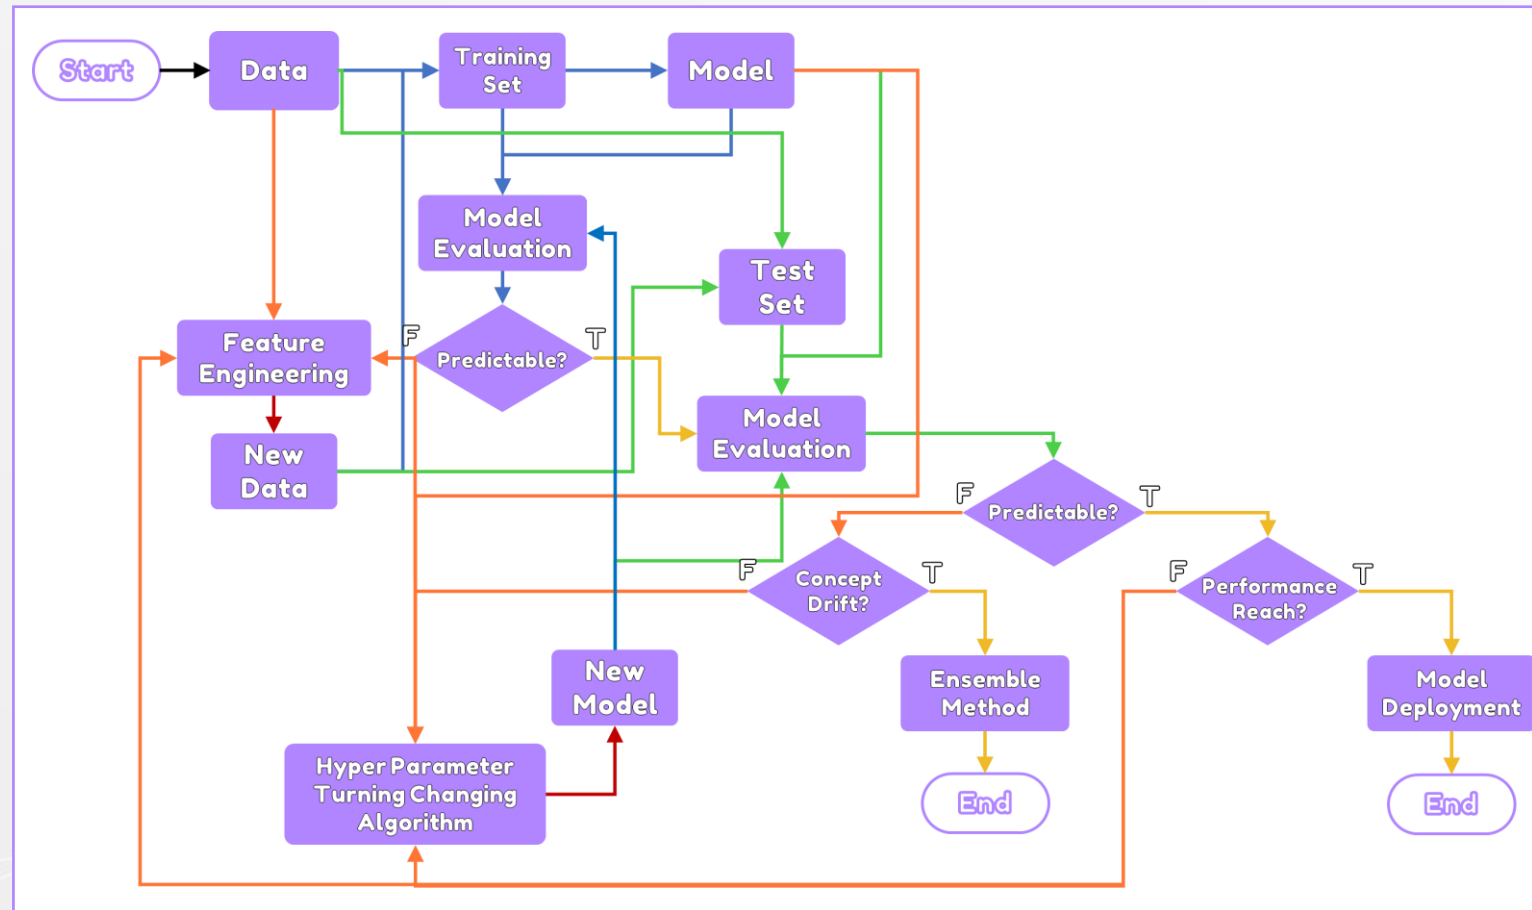 Start
Data
Training
Set
Model
Model
Evaluation
Test
Set
F
T
Feature
Engineering
Predictable?
Model
Evaluation
New
Data
F
T
Predictable?
F
T
Concept
Drift?
F
T
Performance
Reach?
New
Model
Ensemble
Method
Model
Deployment
Hyper Parameter
Turning Changing
Algorithm
End
End